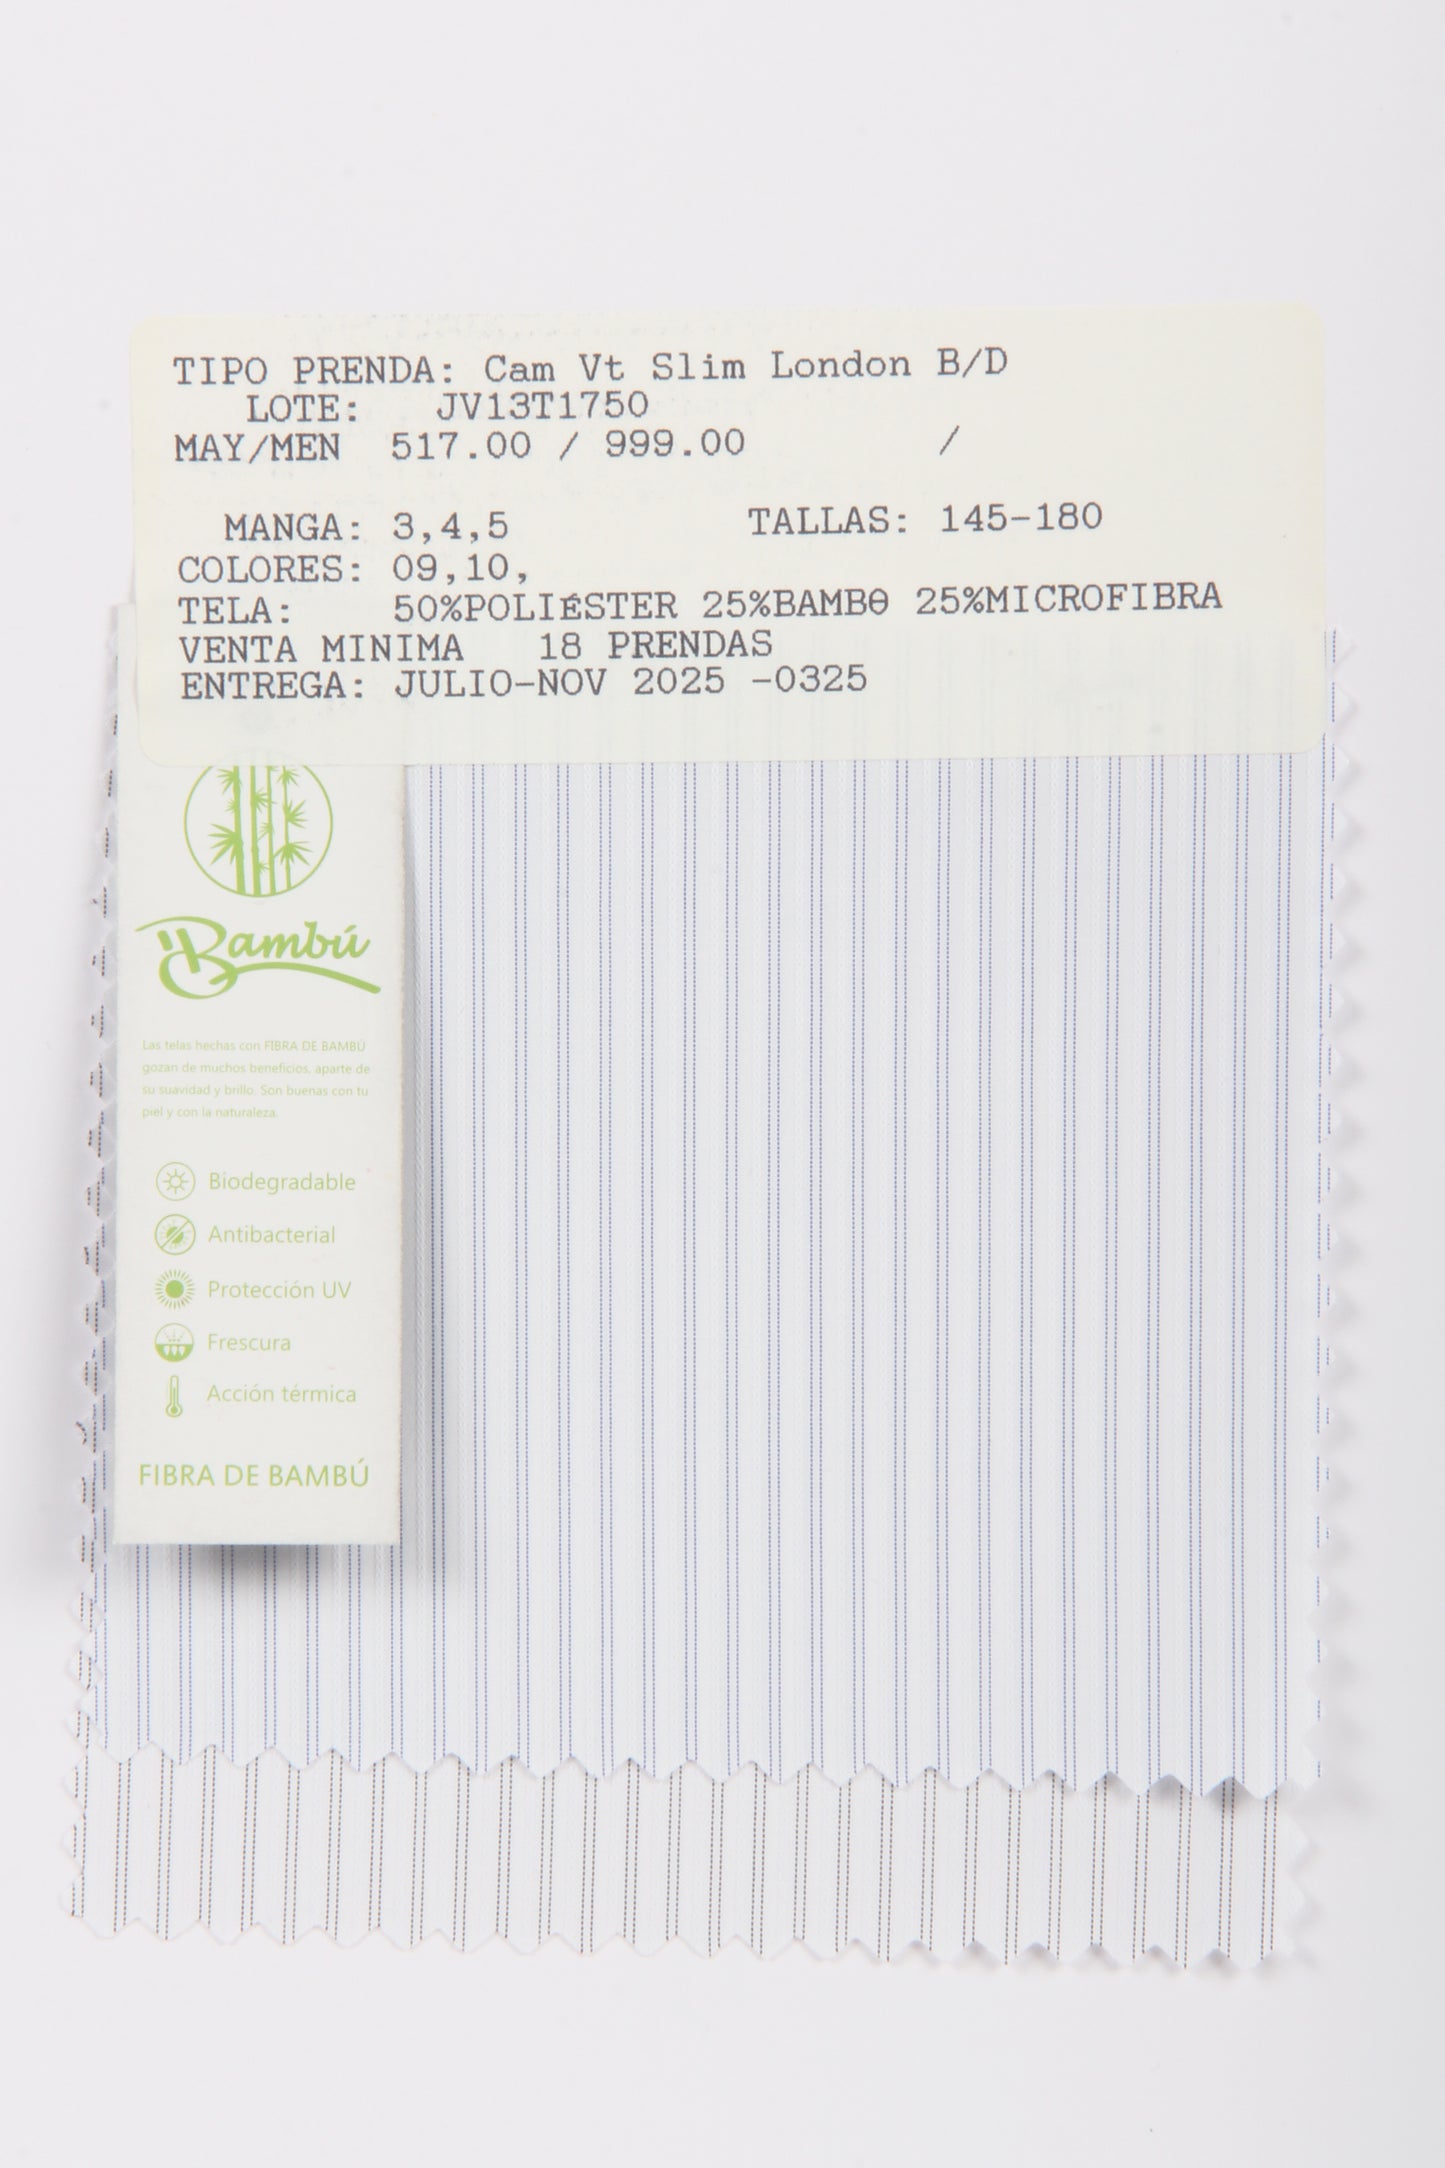 TIPO PRENDA: Cam Vt Slim London B/D
LOTE: JV13T1750
MAY/MEN 517.00 / 999.00 /
MANGA: 3,4,5 TALLAS: 145-180
COLORES: 09,10,
TELA: 50%POLIÉSTER 25%BAMBΘ 25%MICROFIBRA
VENTA MINIMA 18 PRENDAS
ENTREGA: JULIO-NOV 2025 -0325
Bambú
Las telas hechas con FIBRA DE BAMBÚ
gozan de muchos beneficios, aparte de
su suavidad y brillo. Son buenas con tu
piel y con la naturaleza.
Biodegradable
Antibacterial
Protección UV
Frescura
Acción térmica
FIBRA DE BAMBÚ